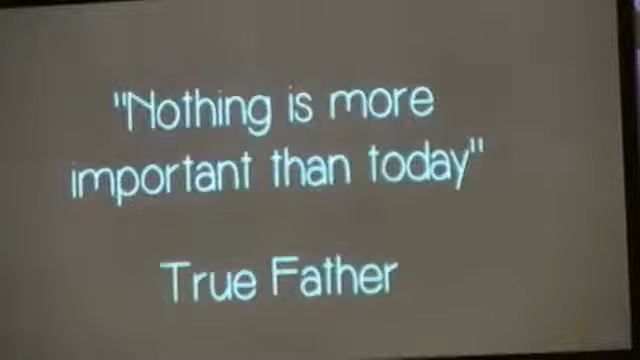 "Nothing is more
important than today"
True Father